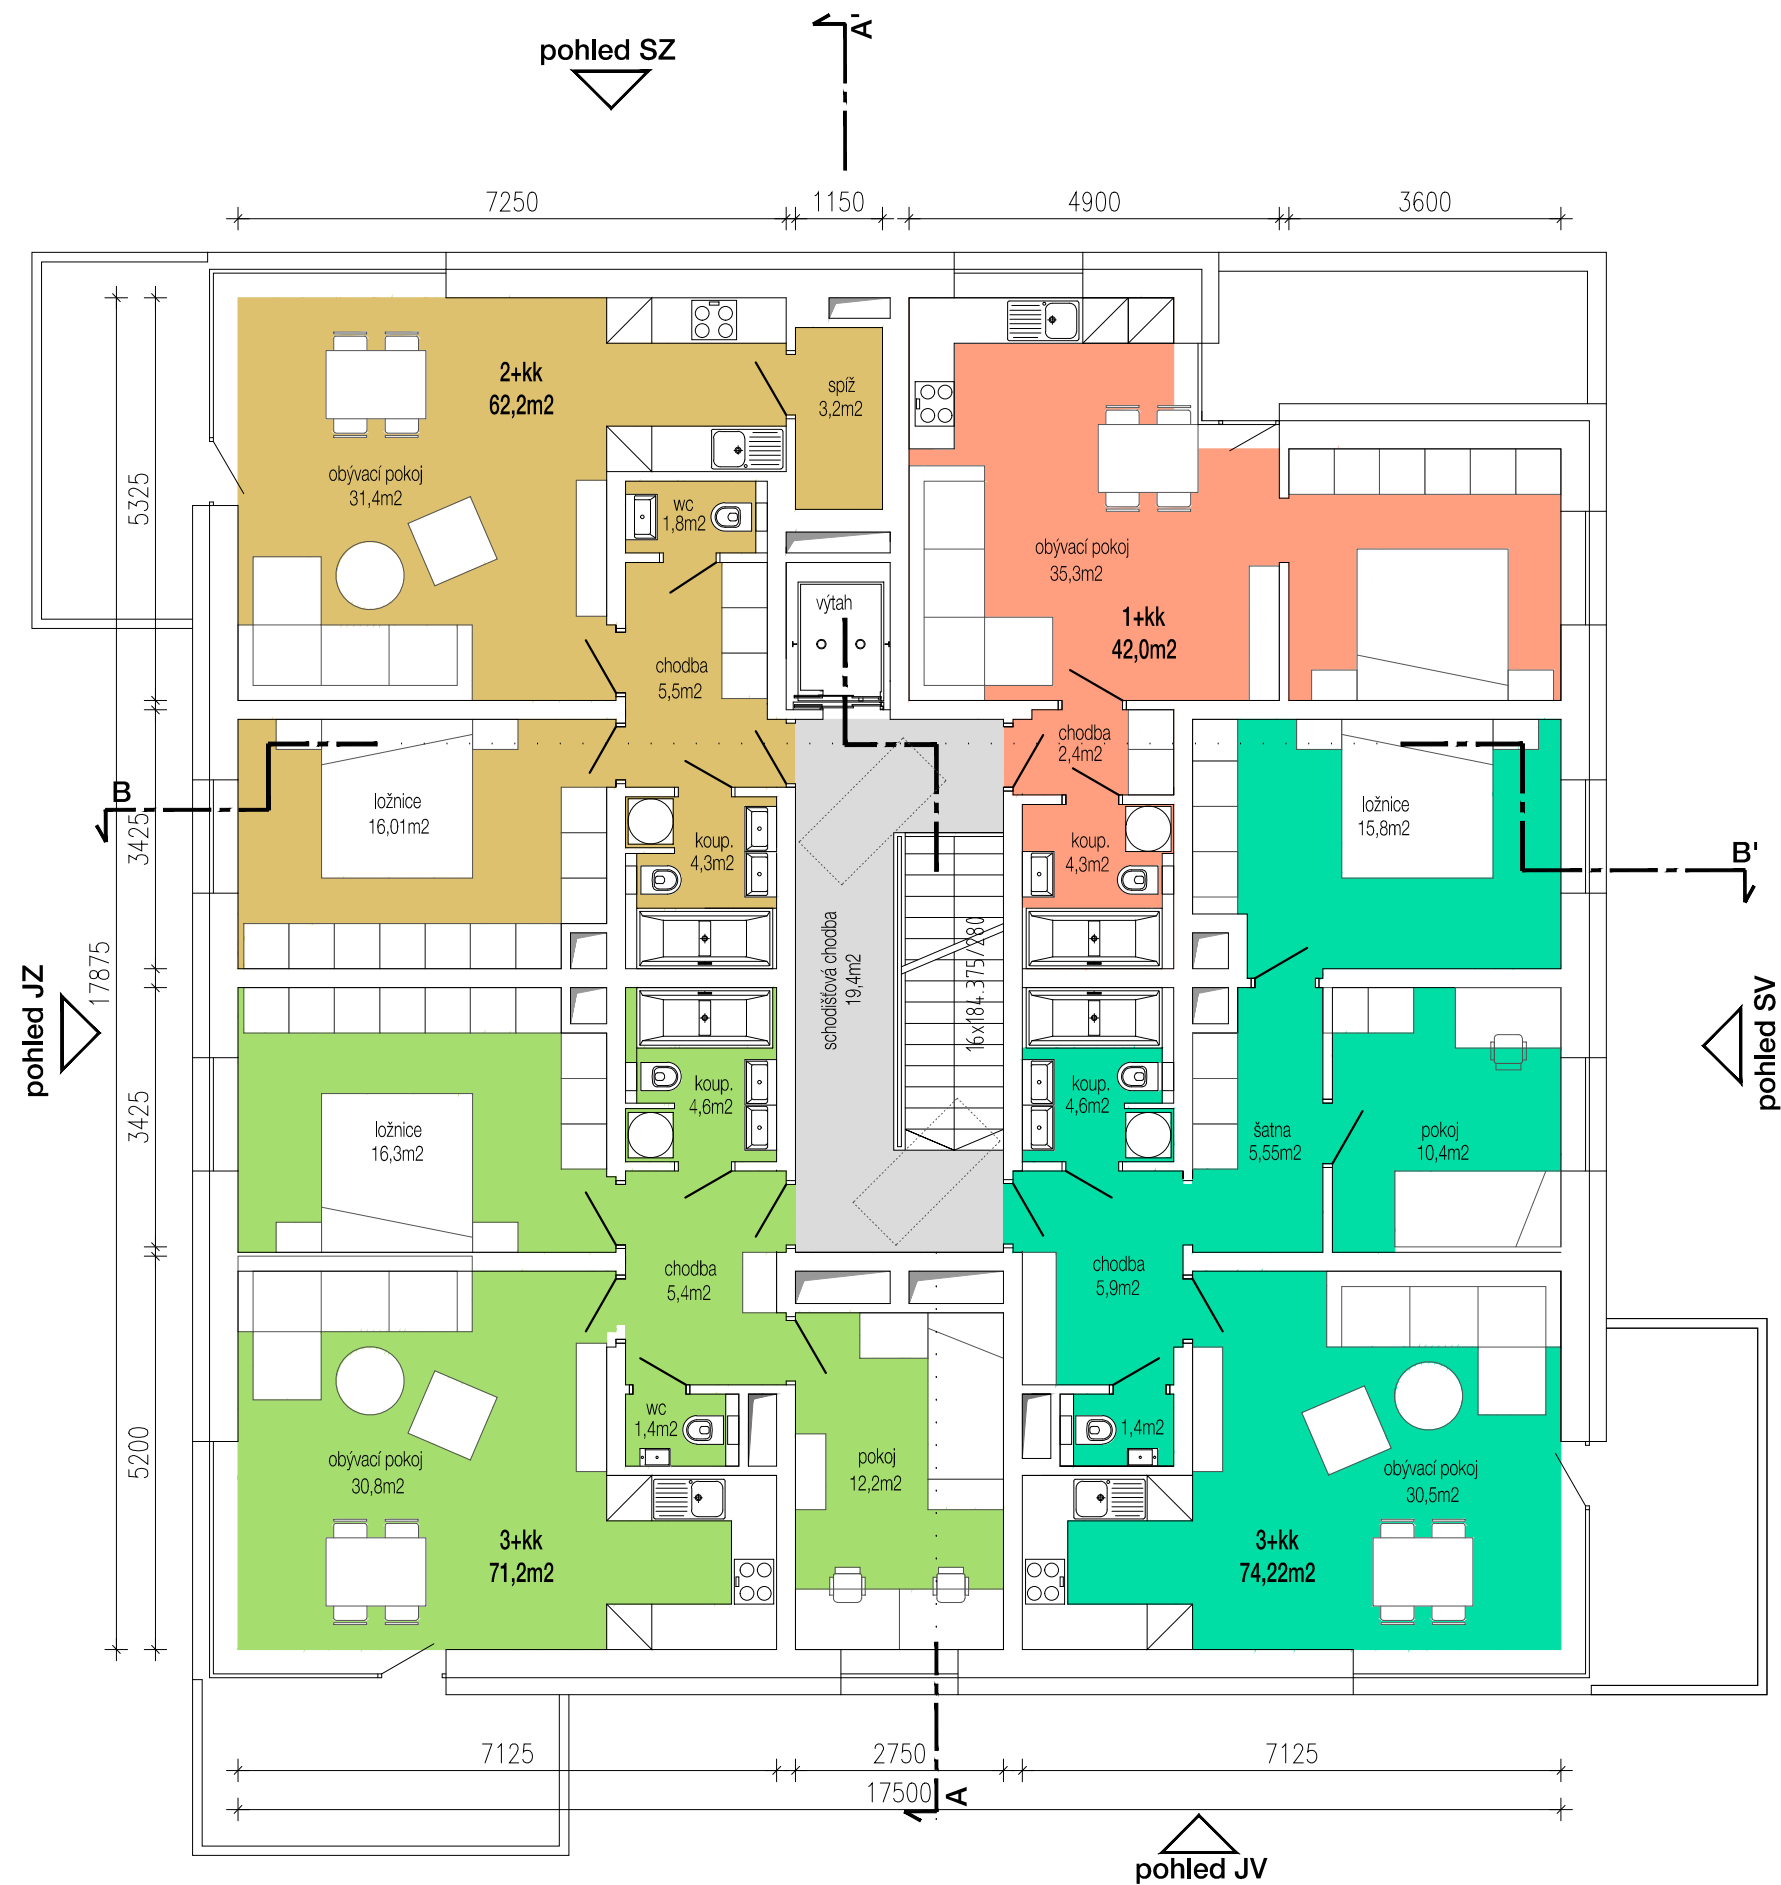 A'
pohled SZ
7250
1150
4900
3600
2+kk
62,2m2
spíž
3,2m2
obývací pokoj
31,4m2
wc
1,8m2
5325
obývací pokoj
35,3m2
výtah
1+kk
42,0m2
chodba
5,5m2
chodba
2,4m2
B
ložnice
16,01m2
ložnice
15,8m2
3425
koup.
4,3m2
koup.
4,3m2
B'
schodišťová chodba
19,4m2
16x184.375/280
17875
pohled JZ
pohled SV
koup.
4,6m2
koup.
4,6m2
3425
ložnice
16,3m2
šatna
5,55m2
pokoj
10,4m2
chodba
5,4m2
chodba
5,9m2
wc
1,4m2
1,4m2
5200
obývací pokoj
30,8m2
pokoj
12,2m2
obývací pokoj
30,5m2
3+kk
71,2m2
3+kk
74,22m2
7125
2750
7125
17500
A
pohled JV